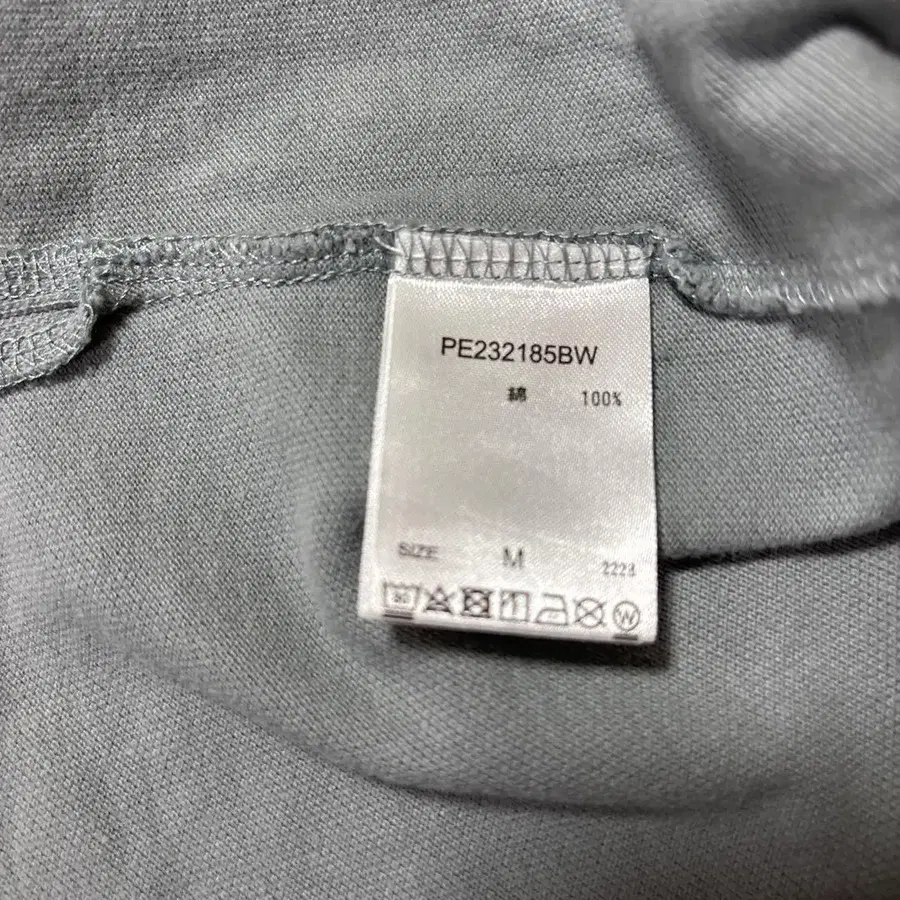 PE232185BW
綿 100%
SIZE M 2223
W